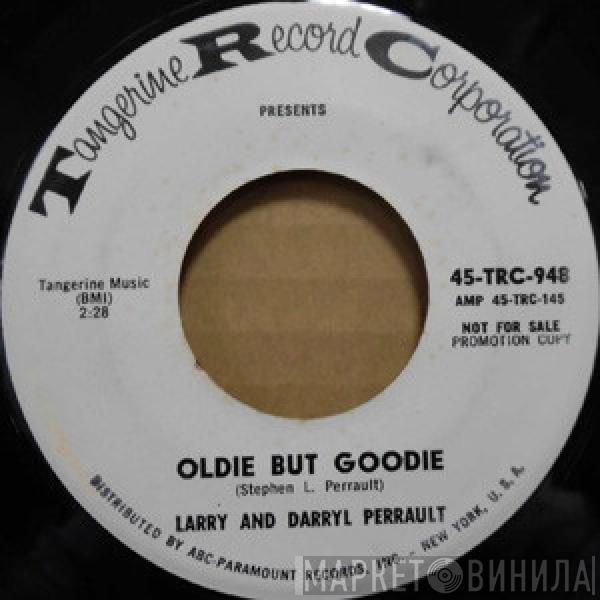 Tangerine Record Corporation
PRESENTS
Tangerine Music
(BMI)
2:28
45-TRC-948
AMP 45-TRC-145
NOT FOR SALE
PROMOTION COPY
OLDIE BUT GOODIE
(Stephen L. Perrault)
LARRY AND DARRYL PERRAULT
DISTRIBUTED BY ABC-PARAMOUNT RECORDS, INC. - NEW YORK, U. S. A.
МАРКЕТ ВИНИЛА